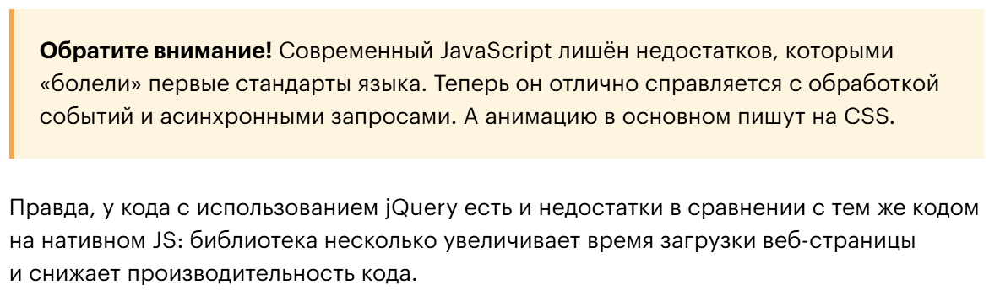 Обратите внимание! Современный JavaScript лишён недостатков, которыми
«болели» первые стандарты языка. Теперь он отлично справляется с обработкой
событий и асинхронными запросами. А анимацию в основном пишут на CSS.
Правда, у кода с использованием jQuery есть и недостатки в сравнении с тем же кодом
на нативном JS: библиотека несколько увеличивает время загрузки веб-страницы
и снижает производительность кода.